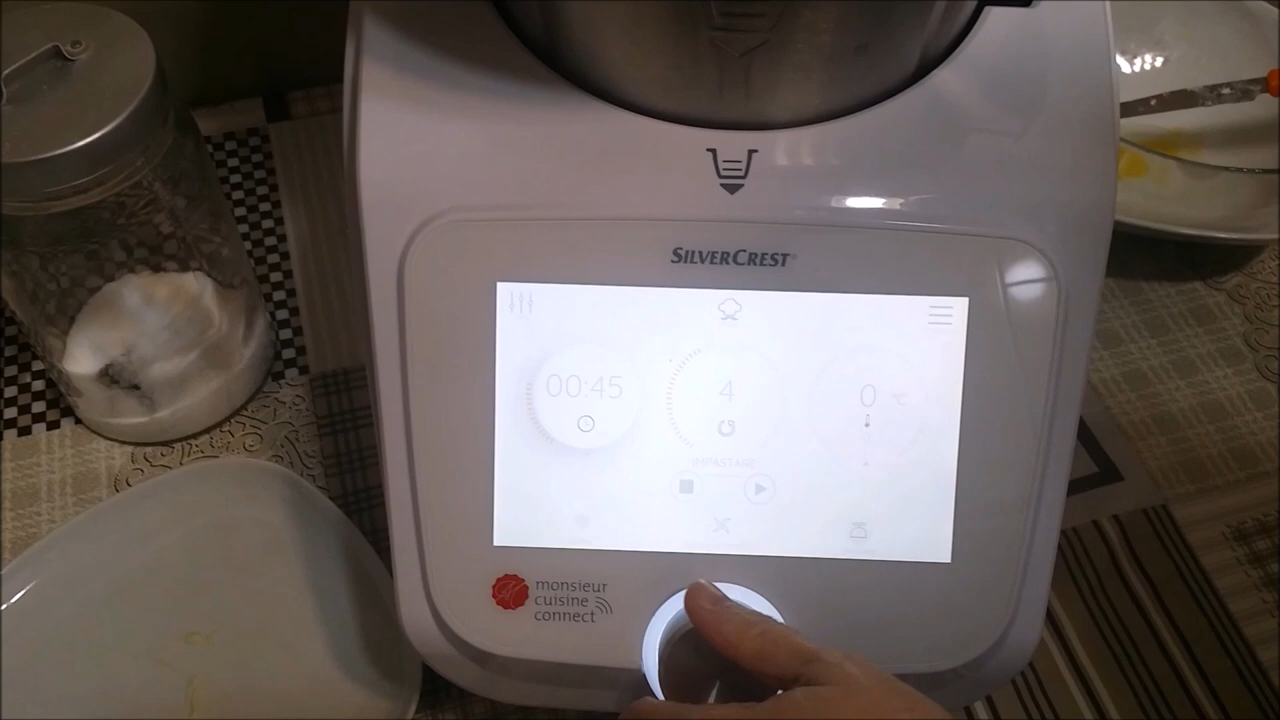 SILVERCREST®
00:45
4
0 °C
IMPASTARE
monsieur
cuisine
connect